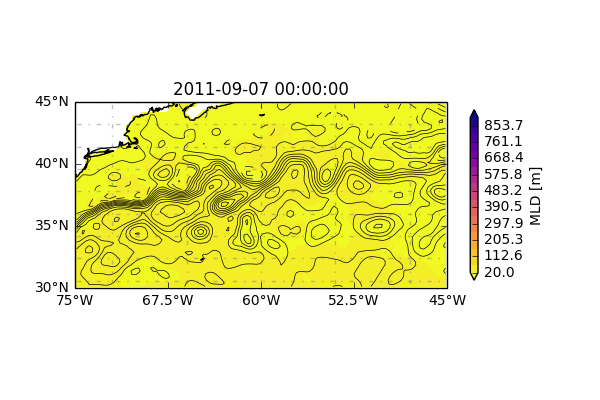 2011-09-07 00:00:00
45°N
40°N
35°N
30°N
75°W
67.5°W
60°W
52.5°W
45°W
853.7
761.1
668.4
575.8
483.2
390.5
297.9
205.3
112.6
20.0
MLD [m]